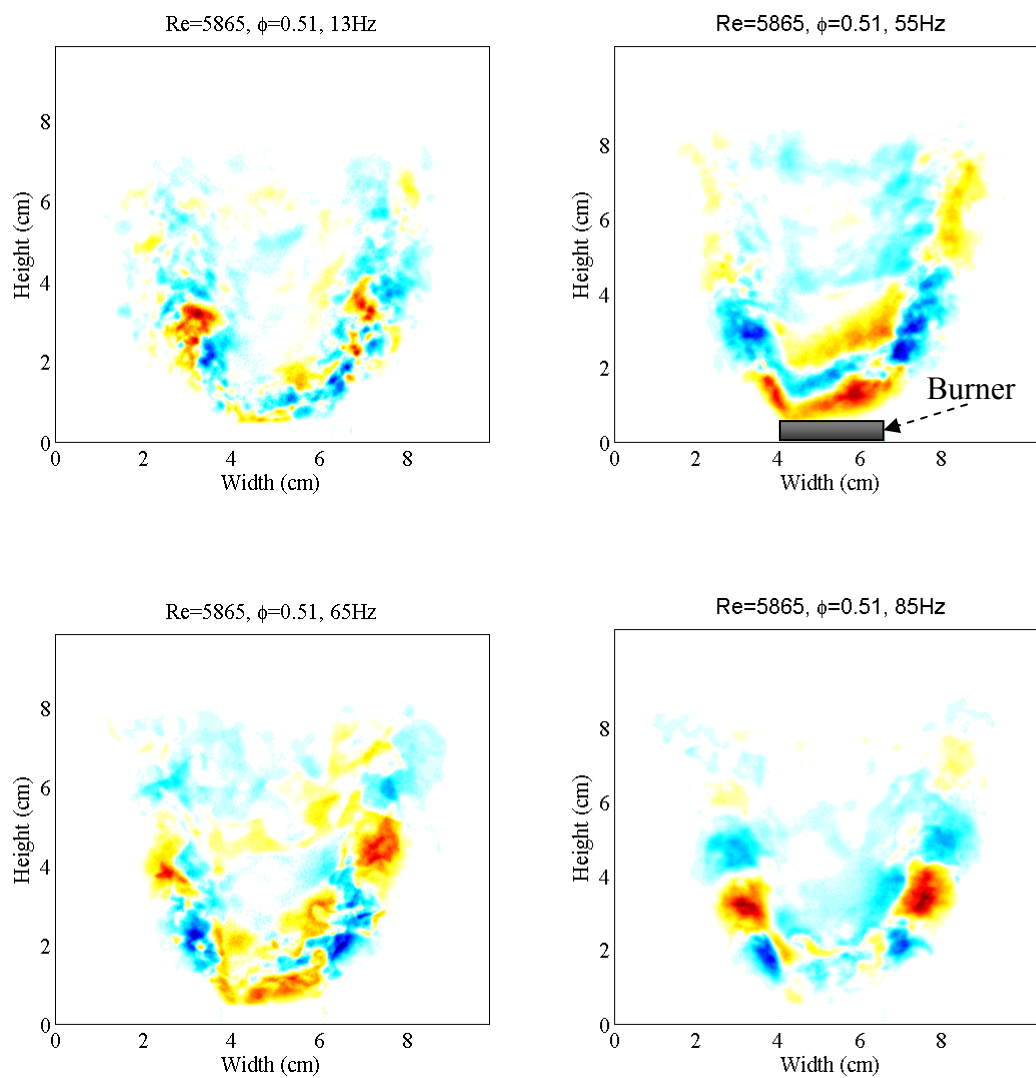 Re=5865, ϕ=0.51, 13Hz
Height (cm)
8
6
4
2
0
0 2 4 6 8
Width (cm)
Re=5865, ϕ=0.51, 55Hz
Height (cm)
8
6
4
2
0
Burner
0 2 4 6 8
Width (cm)
Re=5865, ϕ=0.51, 65Hz
Height (cm)
8
6
4
2
0
0 2 4 6 8
Width (cm)
Re=5865, ϕ=0.51, 85Hz
Height (cm)
8
6
4
2
0
0 2 4 6 8
Width (cm)